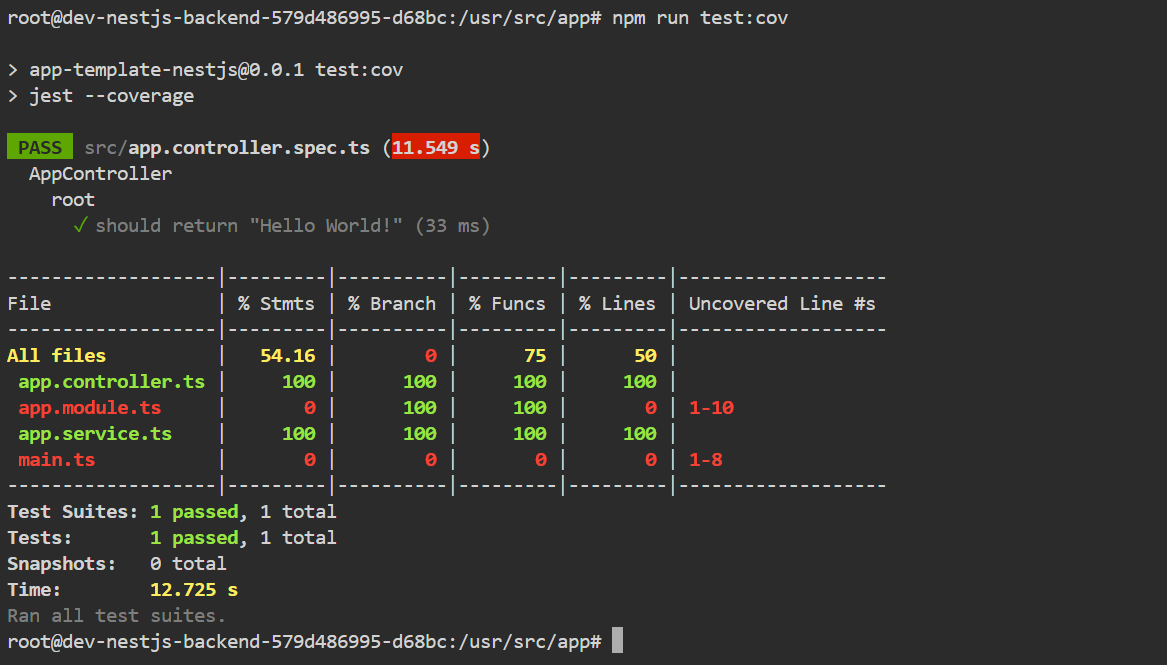 root@dev-nestjs-backend-579d486995-d68bc:/usr/src/app# npm run test:cov
> app-template-nestjs@0.0.1 test:cov
> jest --coverage
PASS src/app.controller.spec.ts (11.549 s)
AppController
root
✓ should return "Hello World!" (33 ms)
-------------------|---------|----------|---------|---------|-------------------
File               | % Stmts | % Branch | % Funcs | % Lines | Uncovered Line #s
-------------------|---------|----------|---------|---------|-------------------
All files          |   54.16 |        0 |      75 |      50 |
 app.controller.ts |     100 |      100 |     100 |     100 |
 app.module.ts     |       0 |      100 |     100 |       0 | 1-10
 app.service.ts    |     100 |      100 |     100 |     100 |
 main.ts           |       0 |        0 |       0 |       0 | 1-8
-------------------|---------|----------|---------|---------|-------------------
Test Suites: 1 passed, 1 total
Tests:       1 passed, 1 total
Snapshots:   0 total
Time:        12.725 s
Ran all test suites.
root@dev-nestjs-backend-579d486995-d68bc:/usr/src/app#